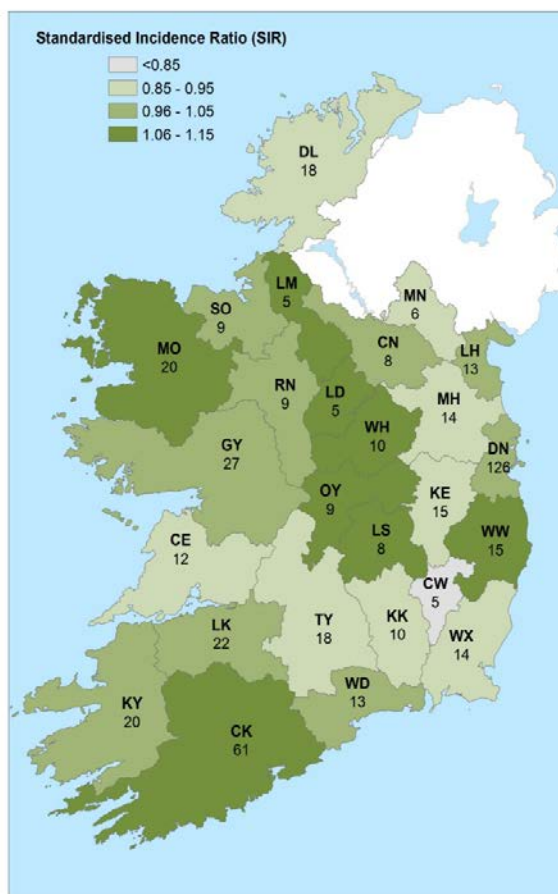 Standardised Incidence Ratio (SIR)
<0.85
0.85 - 0.95
0.96 - 1.05
1.06 - 1.15
DL
18
LM
5
MN
6
SO
9
CN
8
LH
13
MO
20
RN
9
LD
5
MH
14
WH
10
DN
126
GY
27
OY
9
KE
15
LS
8
WW
15
CE
12
CW
5
TY
18
KK
10
LK
22
WX
14
WD
13
KY
20
CK
61